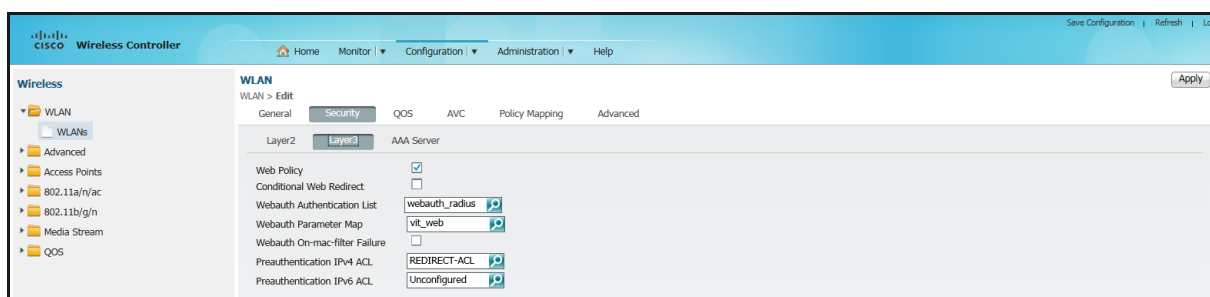 Save Configuration | Refresh |
CISCO Wireless Controller
Home Monitor | ▼ Configuration | ▼ Administration | ▼ Help
Wireless
WLAN
WLANs
Advanced
Access Points
802.11a/n/ac
802.11b/g/n
Media Stream
QOS
WLAN
Apply
WLAN > Edit
General Security QOS AVC Policy Mapping Advanced
Layer2 Layer3 AAA Server
Web Policy
Conditional Web Redirect
Webauth Authentication List webauth_radius
Webauth Parameter Map vit_web
Webauth On-mac-filter Failure
Preauthentication IPv4 ACL REDIRECT-ACL
Preauthentication IPv6 ACL Unconfigured